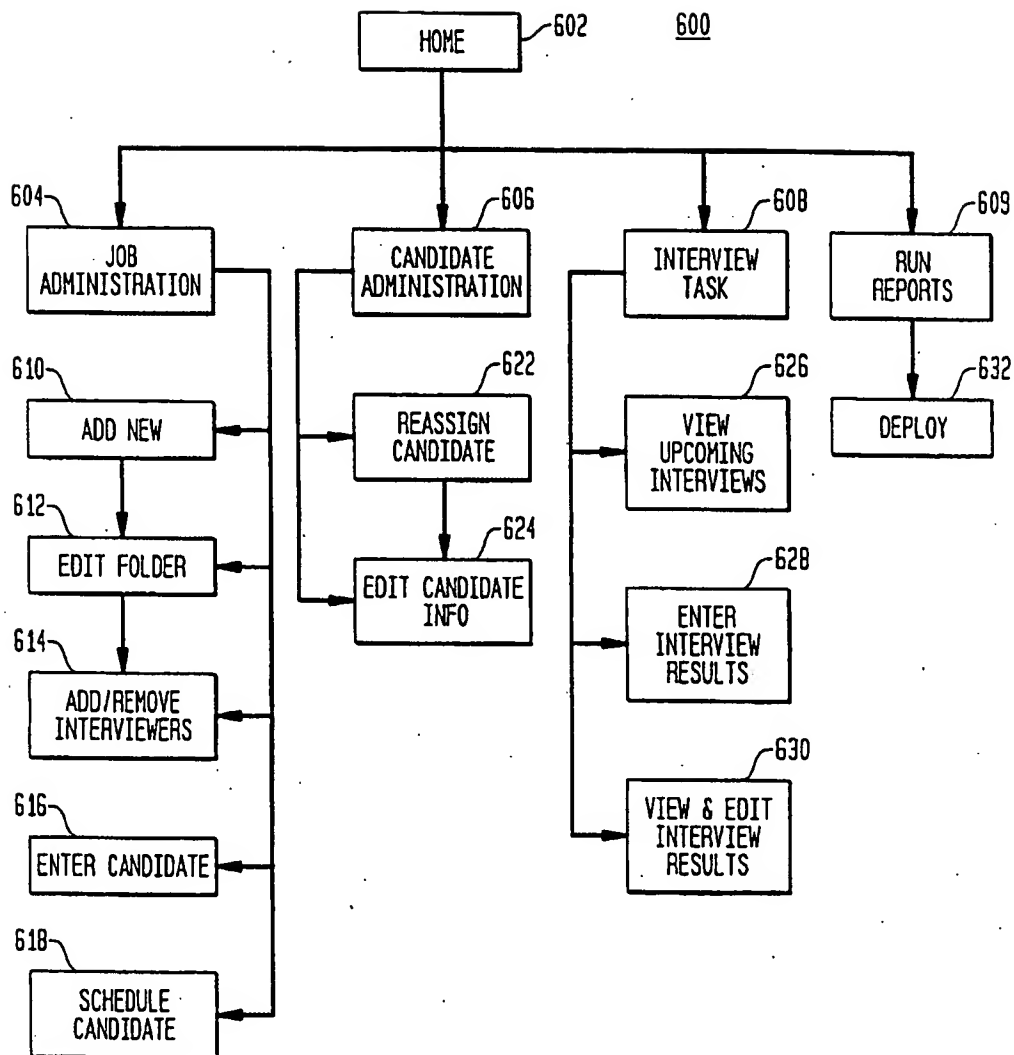 HOME
602
600
604
JOB
ADMINISTRATION
606
CANDIDATE
ADMINISTRATION
608
INTERVIEW
TASK
609
RUN
REPORTS
610
ADD NEW
612
EDIT FOLDER
614
ADD/REMOVE
INTERVIEWERS
616
ENTER CANDIDATE
618
SCHEDULE
CANDIDATE
622
REASSIGN
CANDIDATE
624
EDIT CANDIDATE
INFO
626
VIEW
UPCOMING
INTERVIEWS
628
ENTER
INTERVIEW
RESULTS
630
VIEW & EDIT
INTERVIEW
RESULTS
632
DEPLOY